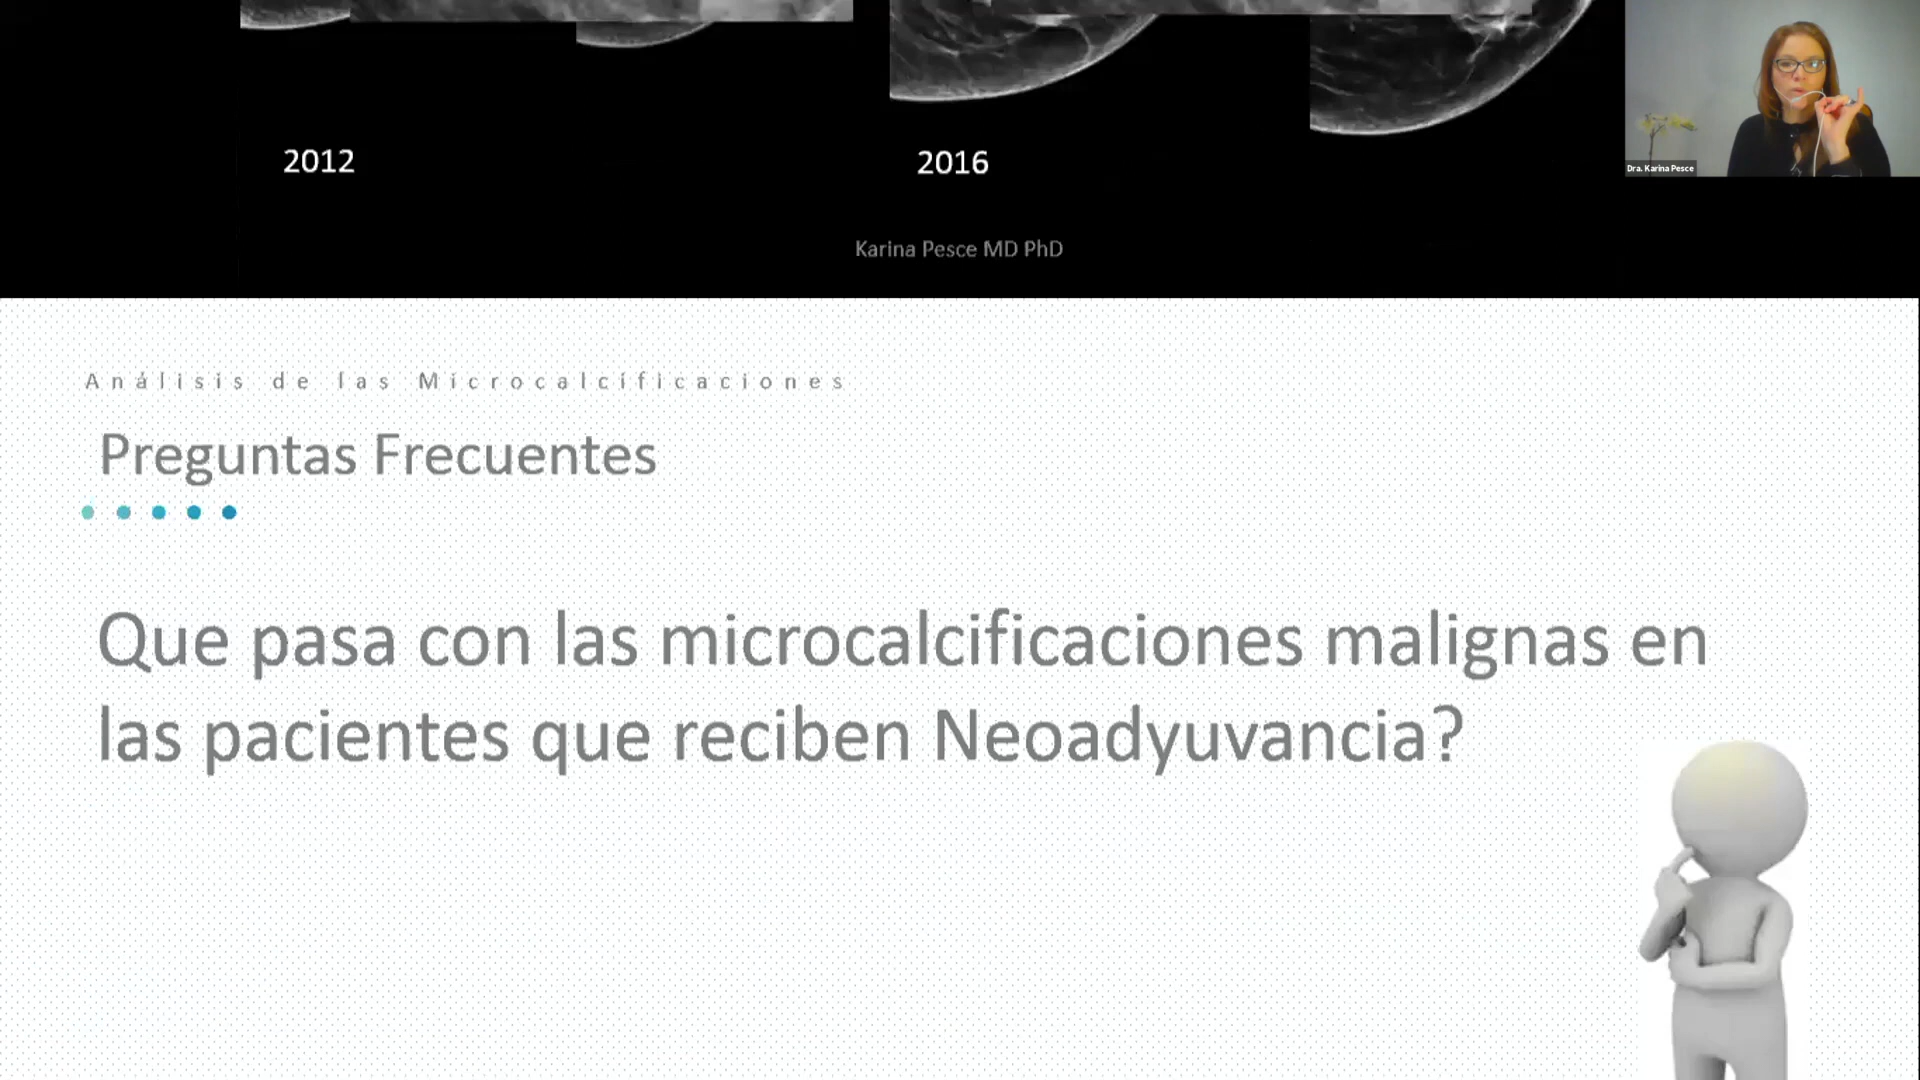 2012
2016
Dra. Karina Pesce
Karina Pesce MD PhD
Análisis de las Microcalcificaciones
Preguntas Frecuentes
Que pasa con las microcalcificaciones malignas en
las pacientes que reciben Neoadyuvancia?